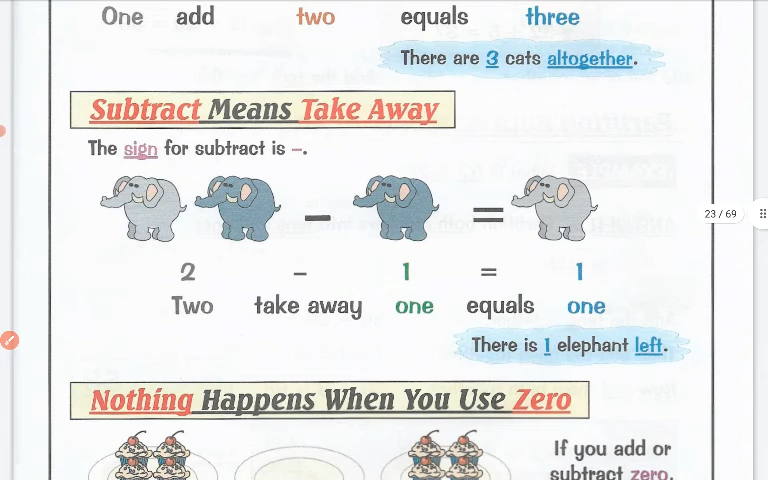 One add two equals three
There are 3 cats altogether.
Subtract Means Take Away
The sign for subtract is –.
– =
2 – 1 = 1
Two take away one equals one
There is 1 elephant left.
Nothing Happens When You Use Zero
If you add or
subtract zero,
23 / 69